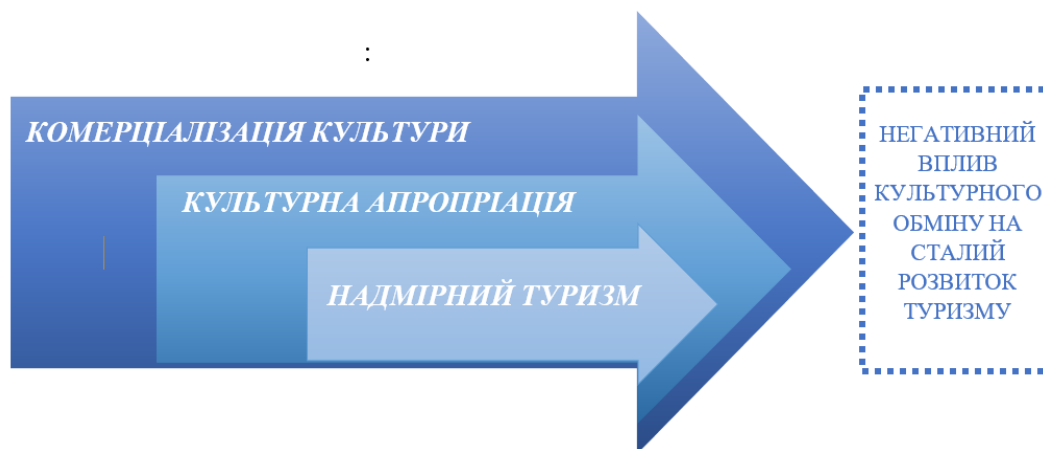 :
КОМЕРЦІАЛІЗАЦІЯ КУЛЬТУРИ
КУЛЬТУРНА АПРОПРІАЦІЯ
НАДМІРНИЙ ТУРИЗМ
НЕГАТИВНИЙ
ВПЛИВ
КУЛЬТУРНОГО
ОБМІНУ НА
СТАЛИЙ
РОЗВИТОК
ТУРИЗМУ